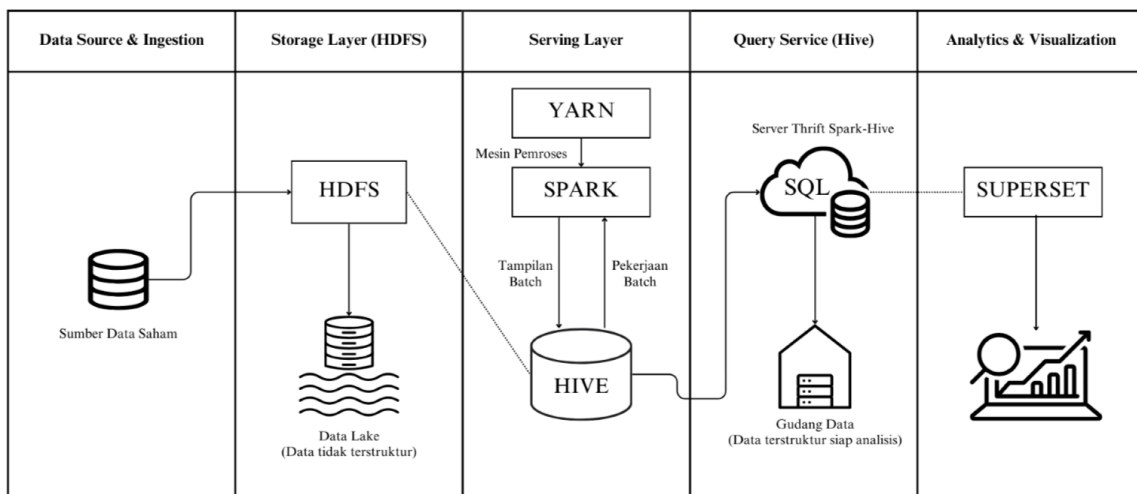 Data Source & Ingestion
Storage Layer (HDFS)
Serving Layer
Query Service (Hive)
Analytics & Visualization
Sumber Data Saham
HDFS
Data Lake
(Data tidak terstruktur)
YARN
Mesin Pemroses
SPARK
Tampilan
Batch
Pekerjaan
Batch
HIVE
Server Thrift Spark-Hive
SQL
Gudang Data
(Data terstruktur siap analisis)
SUPERSET